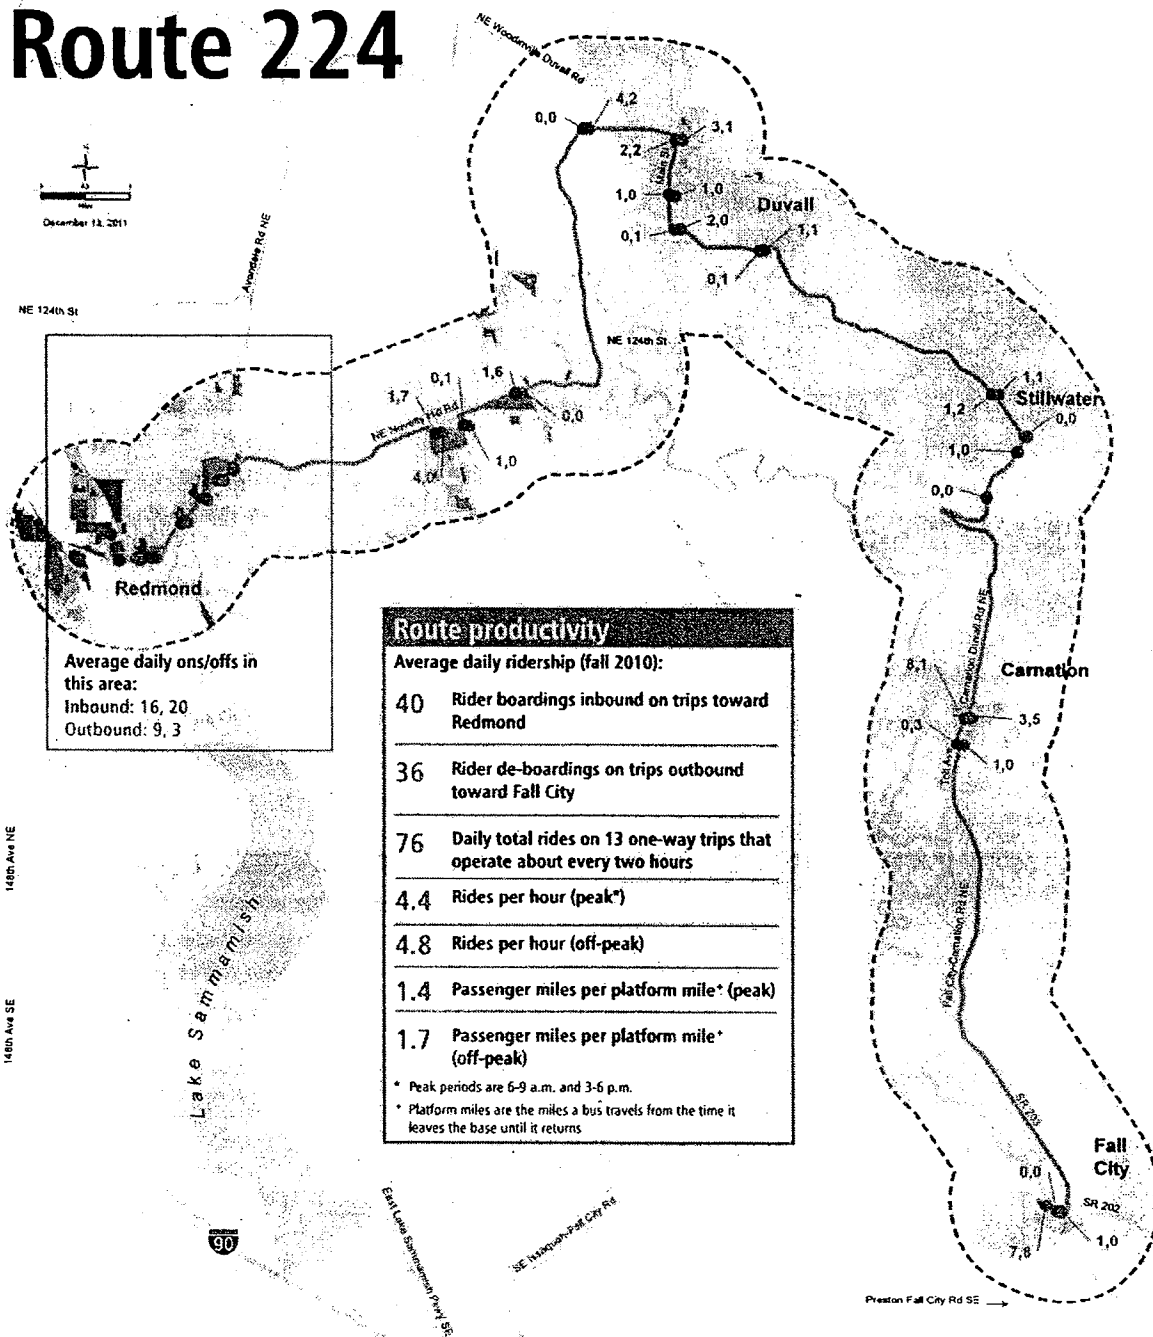 Route 224
NE Woodinville Duvall Rd
4,2
0,0
3,1
2,2
Main St
1,0
1,0
Duvall
2,0
0,1
1,1
0,1
December 13, 2011
Avondale Rd NE
NE 124th St
NE 124th St
1,6
0,1
1,7
NE Novelty Hill Rd
0,0
1,0
4,0
1,1
Stillwater
1,2
0,0
1,0
0,0
Redmond
Average daily ons/offs in
this area:
Inbound: 16, 20
Outbound: 9, 3
Route productivity
Average daily ridership (fall 2010):
40 Rider boardings inbound on trips toward
Redmond
36 Rider de-boardings on trips outbound
toward Fall City
76 Daily total rides on 13 one-way trips that
operate about every two hours
4.4 Rides per hour (peak*)
4.8 Rides per hour (off-peak)
1.4 Passenger miles per platform mile+ (peak)
1.7 Passenger miles per platform mile+
(off-peak)
* Peak periods are 6-9 a.m. and 3-6 p.m.
+ Platform miles are the miles a bus travels from the time it
leaves the base until it returns
Carnation Duvall Rd NE
Carnation
8,1
3,5
0,3
1,0
Tolt Ave
Fall City-Carnation Rd NE
148th Ave NE
148th Ave SE
Lake Sammamish
SR 203
Fall
City
0,0
SR 202
1,0
7,8
90
East Lake Sammamish Pkwy SE
SE Issaquah-Fall City Rd
Preston Fall City Rd SE